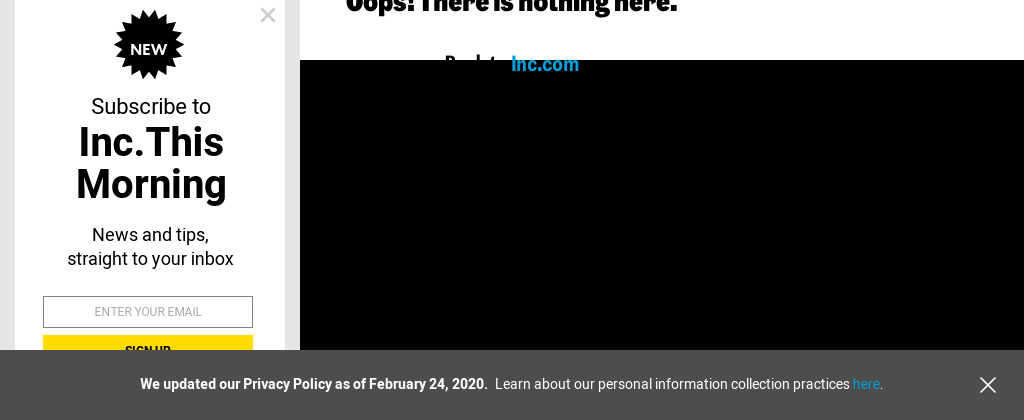 Oops! There is nothing here.
Back to Inc.com
NEW
Subscribe to
Inc.This
Morning
News and tips,
straight to your inbox
ENTER YOUR EMAIL
SIGN UP
We updated our Privacy Policy as of February 24, 2020. Learn about our personal information collection practices here.